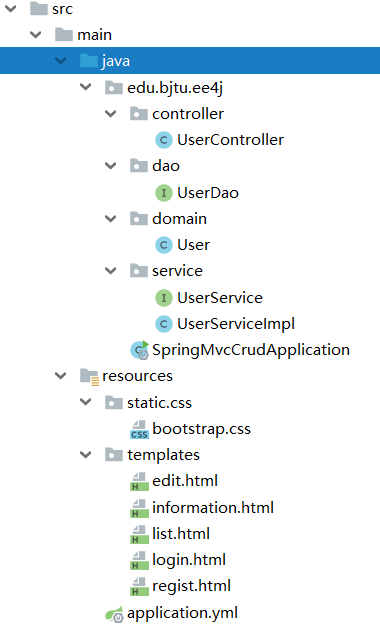 src
main
java
edu.bjtu.ee4j
controller
C UserController
dao
I UserDao
domain
C User
service
I UserService
C UserServiceImpl
C SpringMvcCrudApplication
resources
static.css
CSS bootstrap.css
templates
H edit.html
H information.html
H list.html
H login.html
H regist.html
application.yml